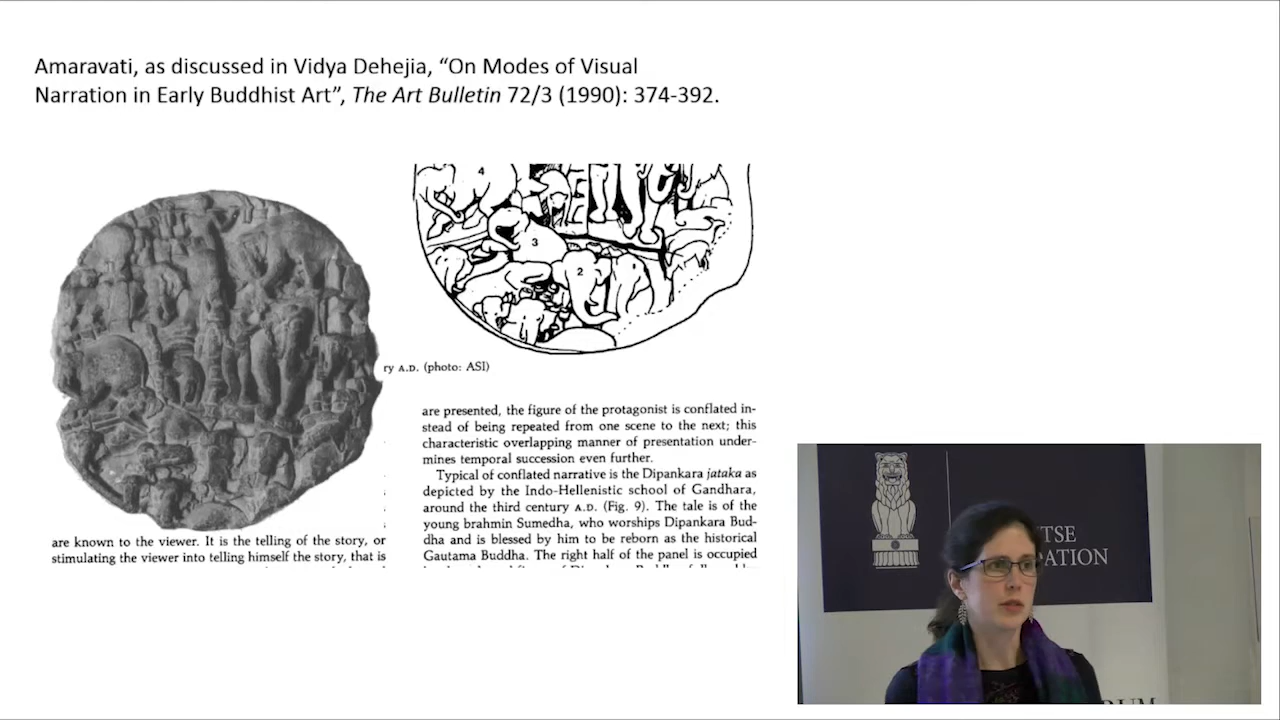 Amaravati, as discussed in Vidya Dehejia, “On Modes of Visual
Narration in Early Buddhist Art”, The Art Bulletin 72/3 (1990): 374-392.
4
3
2
ry A.D. (photo: ASI)
are presented, the figure of the protagonist is conflated in-
stead of being repeated from one scene to the next; this
characteristic overlapping manner of presentation under-
mines temporal succession even further.
Typical of conflated narrative is the Dipankara jataka as
depicted by the Indo-Hellenistic school of Gandhara,
around the third century A.D. (Fig. 9). The tale is of the
young brahmin Sumedha, who worships Dipankara Bud-
dha and is blessed by him to be reborn as the historical
Gautama Buddha. The right half of the panel is occupied
are known to the viewer. It is the telling of the story, or
stimulating the viewer into telling himself the story, that is
TSE
ATION